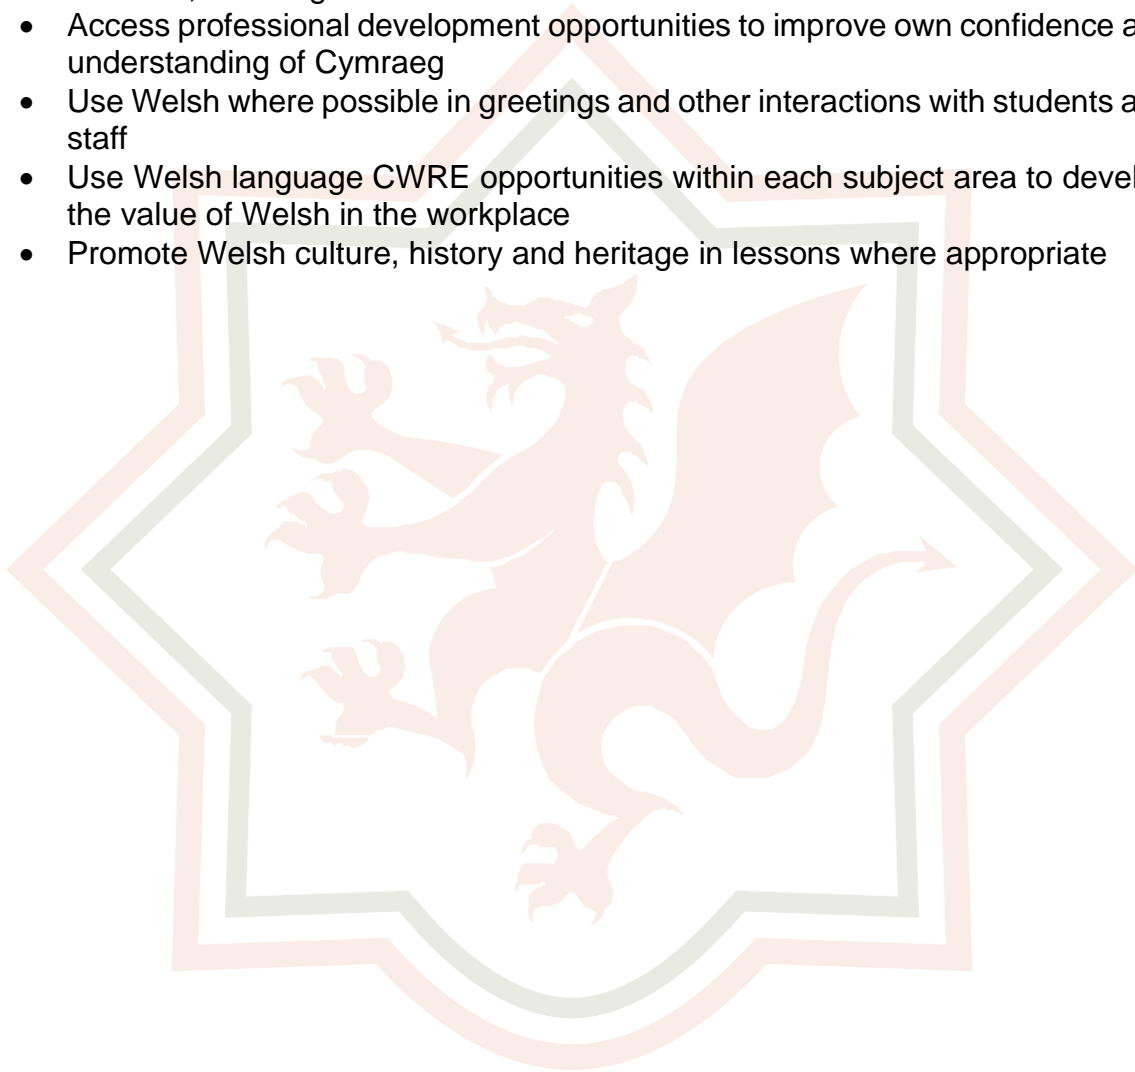 • Access professional development opportunities to improve own confidence a
understanding of Cymraeg
• Use Welsh where possible in greetings and other interactions with students a
staff
• Use Welsh language CWRE opportunities within each subject area to devel
the value of Welsh in the workplace
• Promote Welsh culture, history and heritage in lessons where appropriate